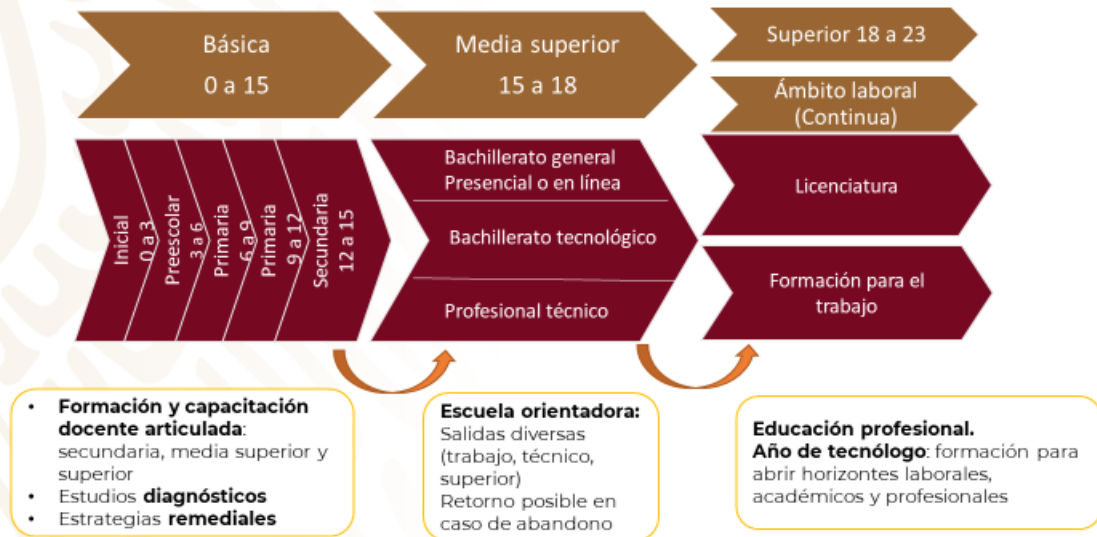 Básica
0 a 15
Media superior
15 a 18
Superior 18 a 23
Ámbito laboral
(Continua)
Inicial
0 a 3
Preescolar
3 a 6
Primaria
6 a 9
Primaria
9 a 12
Secundaria
12 a 15
Bachillerato general
Presencial o en línea
Bachillerato tecnológico
Profesional técnico
Licenciatura
Formación para el
trabajo
• Formación y capacitación
docente articulada:
secundaria, media superior y
superior
• Estudios diagnósticos
• Estrategias remediales
Escuela orientadora:
Salidas diversas
(trabajo, técnico,
superior)
Retorno posible en
caso de abandono
Educación profesional.
Año de tecnólogo: formación para
abrir horizontes laborales,
académicos y profesionales